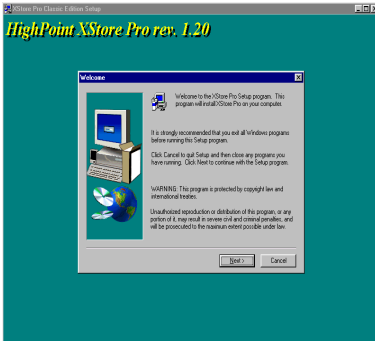 XStore Pro Classic Edition Setup
HighPoint XStore Pro rev. 1.20
Welcome
Welcome to the XStore Pro Setup program. This
program will install XStore Pro on your computer.
It is strongly recommended that you exit all Windows programs
before running this Setup program.
Click Cancel to quit Setup and then close any programs you
have running. Click Next to continue with the Setup program.
WARNING: This program is protected by copyright law and
international treaties.
Unauthorized reproduction or distribution of this program, or any
portion of it, may result in severe civil and criminal penalties, and
will be prosecuted to the maximum extent possible under law.
Next >
Cancel